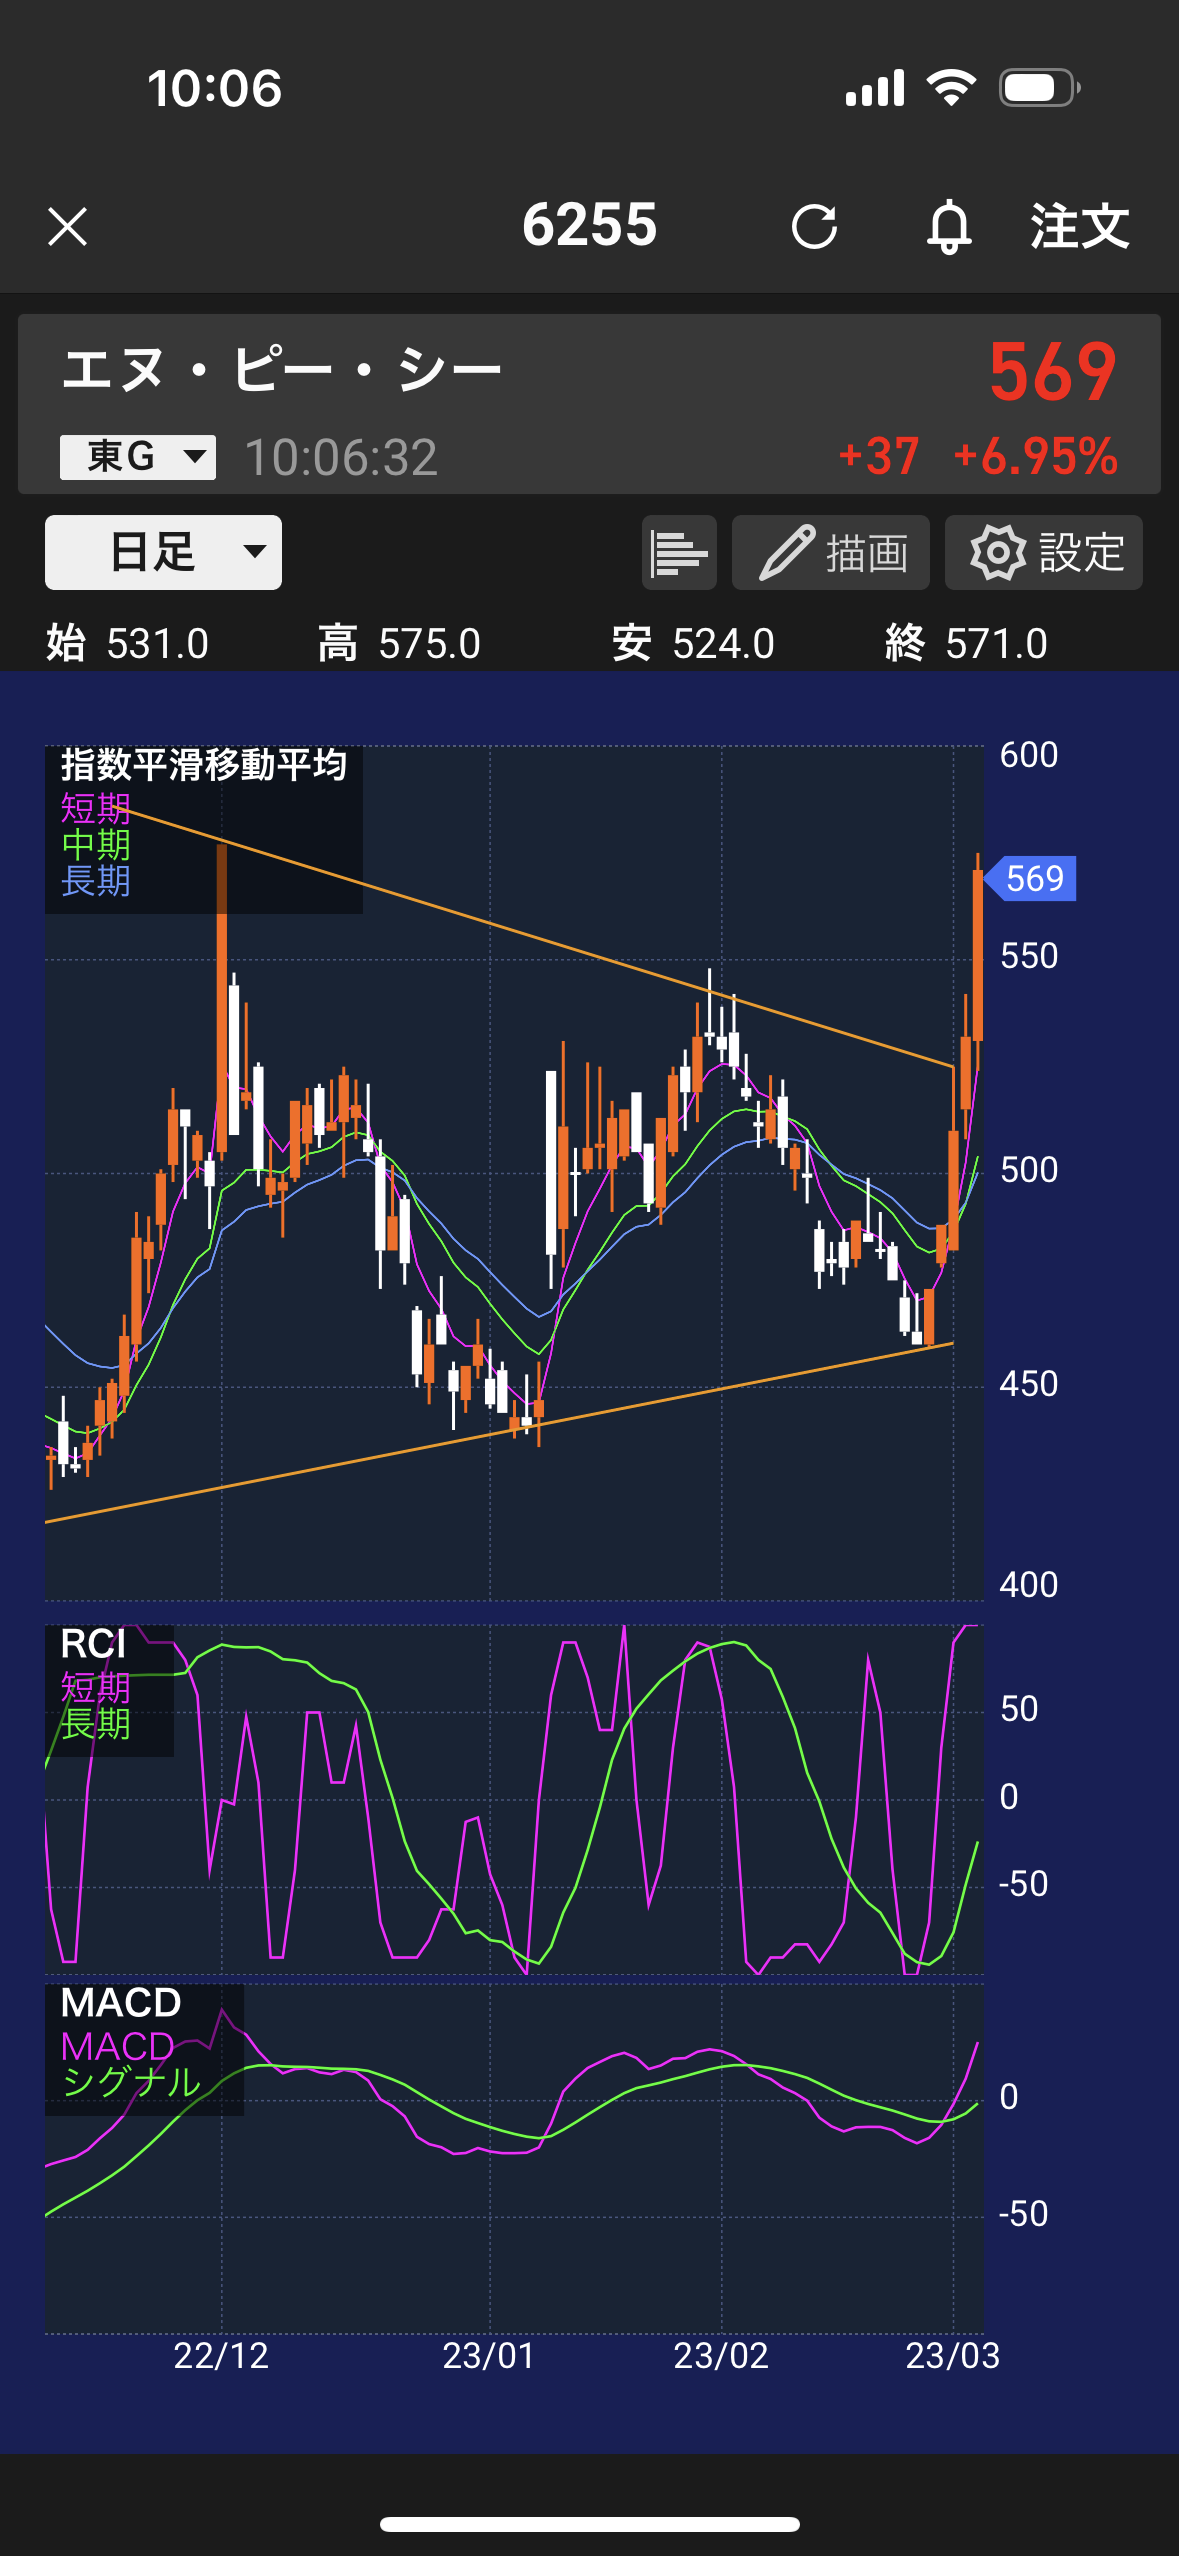 10:06
6255 注文
エヌ・ピー・シー 569
東G 10:06:32 +37 +6.95%
日足 描画 設定
始 531.0 高 575.0 安 524.0 終 571.0
指数平滑移動平均
短期
中期
長期
600
569
550
500
450
400
RCI
短期
長期
50
0
-50
MACD
MACD
シグナル
0
-50
22/12 23/01 23/02 23/03